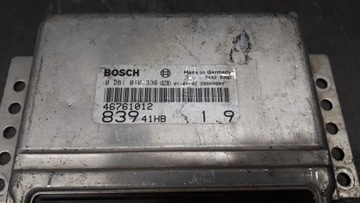 BOSCH
Made in Germany
0 281 010 338
46761012
839 41HB 1.9